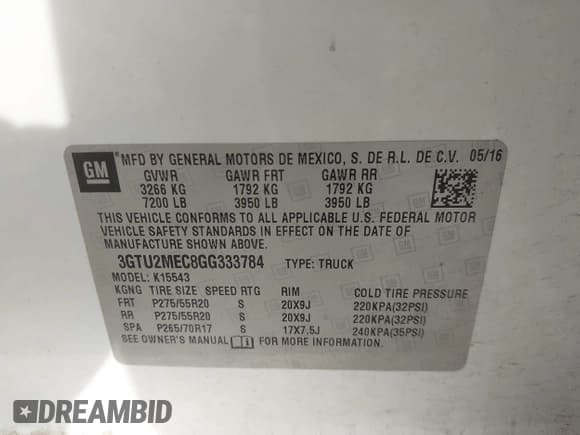 GM
MFD BY GENERAL MOTORS DE MEXICO, S. DE R.L. DE C.V. 05/16
GVWR GAWR FRT GAWR RR
3266 KG 1792 KG 1792 KG
7200 LB 3950 LB 3950 LB
THIS VEHICLE CONFORMS TO ALL APPLICABLE U.S. FEDERAL MOTOR
VEHICLE SAFETY STANDARDS IN EFFECT ON THE DATE OF
MANUFACTURE SHOWN ABOVE.
3GTU2MEC8GG333784 TYPE: TRUCK
MODEL: K15543
KGNG TIRE SIZE SPEED RTG RIM COLD TIRE PRESSURE
FRT P275/55R20 S 20X9J 220KPA(32PSI)
RR P275/55R20 S 20X9J 220KPA(32PSI)
SPA P265/70R17 S 17X7.5J 240KPA(35PSI)
SEE OWNER'S MANUAL FOR MORE INFORMATION
DREAMBID